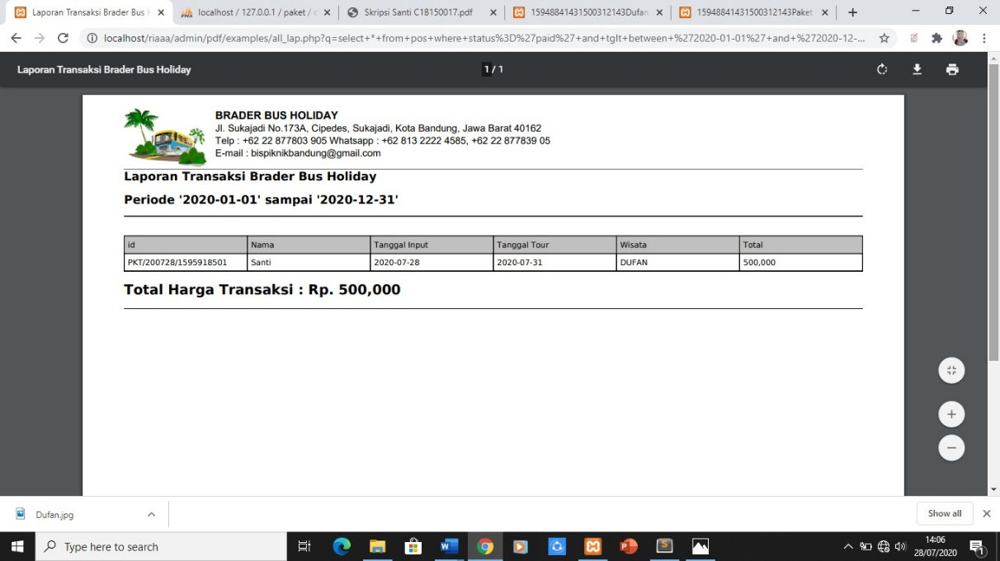 Laporan Transaksi Brader Bus H
localhost / 127.0.0.1 / paket / c
Skripsi Santi C1B150017.pdf
15948841431500312143Dufan
15948841431500312143Paket
localhost/riaaa/admin/pdf/examples/all_lap.php?q=select+*+from+pos+where+status%3D%27paid%27+and+tglt+between+%272020-01-01%27+and+%272020-12-...
Laporan Transaksi Brader Bus Holiday
1 / 1
BRADER BUS HOLIDAY
Jl. Sukajadi No.173A, Cipedes, Sukajadi, Kota Bandung, Jawa Barat 40162
Telp : +62 22 877803 905 Whatsapp : +62 813 2222 4585, +62 22 877839 05
E-mail : bispiknikbandung@gmail.com
Laporan Transaksi Brader Bus Holiday
Periode '2020-01-01' sampai '2020-12-31'
id Nama Tanggal Input Tanggal Tour Wisata Total
PKT/200728/1595918501 Santi 2020-07-28 2020-07-31 DUFAN 500,000
Total Harga Transaksi : Rp. 500,000
Dufan.jpg
Show all
Type here to search
14:06
28/07/2020
1